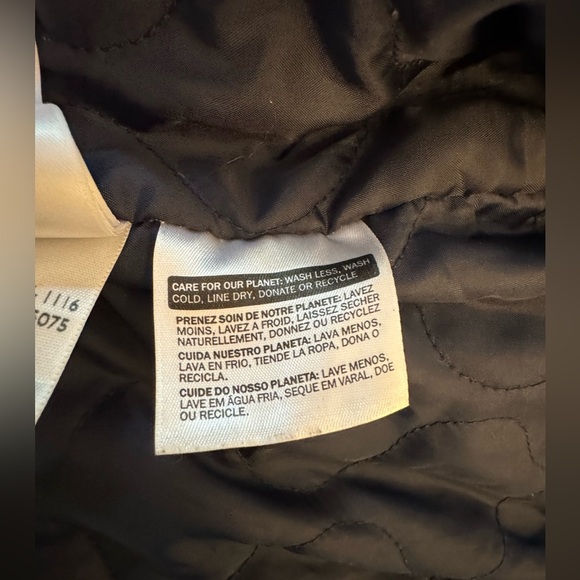 1116
5075
CARE FOR OUR PLANET: WASH LESS, WASH
COLD, LINE DRY, DONATE OR RECYCLE
PRENEZ SOIN DE NOTRE PLANETE: LAVEZ
MOINS, LAVEZ A FROID, LAISSEZ SECHER
NATURELLEMENT, DONNEZ OU RECYCLEZ
CUIDA NUESTRO PLANETA: LAVA MENOS,
LAVA EN FRIO, TIENDE LA ROPA, DONA O
RECICLA.
CUIDE DO NOSSO PLANETA: LAVE MENOS,
LAVE EM ÁGUA FRIA, SEQUE EM VARAL, DOE
OU RECICLE.